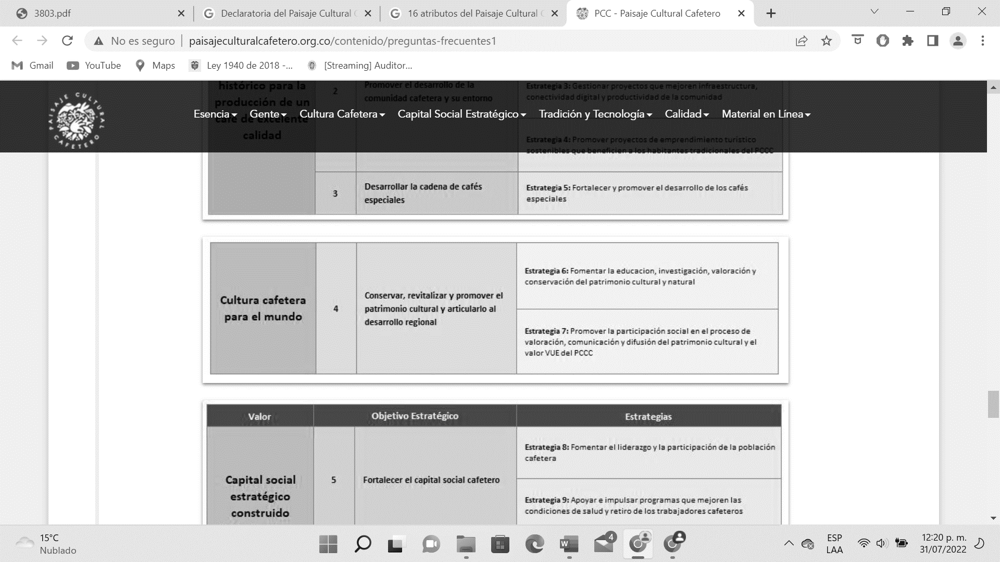 3803.pdf
Declaratoria del Paisaje Cultural
16 atributos del Paisaje Cultural
PCC - Paisaje Cultural Cafetero
No es seguro
paisajeculturalcafetero.org.co/contenido/preguntas-frecuentes1
Gmail
YouTube
Maps
Ley 1940 de 2018 -...
[Streaming] Auditor...
PAISAJE CULTURAL CAFETERO
Esencia
Gente
Cultura Cafetera
Capital Social Estratégico
Tradición y Tecnología
Calidad
Material en Línea
histórico para la
producción de un
café de excelente
calidad
2
Promover el desarrollo de la
comunidad cafetera y su entorno
Estrategia 3: Gestionar proyectos que mejoren infraestructura,
conectividad digital y productividad de la comunidad
Estrategia 4: Promover proyectos de emprendimiento turístico
sostenibles que beneficien a los habitantes tradicionales del PCCC
3
Desarrollar la cadena de cafés
especiales
Estrategia 5: Fortalecer y promover el desarrollo de los cafés
especiales
Cultura cafetera
para el mundo
4
Conservar, revitalizar y promover el
patrimonio cultural y articularlo al
desarrollo regional
Estrategia 6: Fomentar la educacion, investigación, valoración y
conservación del patrimonio cultural y natural
Estrategia 7: Promover la participación social en el proceso de
valoración, comunicación y difusión del patrimonio cultural y el
valor VUE del PCCC
Valor
Objetivo Estratégico
Estrategias
Capital social
estratégico
construido
5
Fortalecer el capital social cafetero
Estrategia 8: Fomentar el liderazgo y la participación de la población
cafetera
Estrategia 9: Apoyar e impulsar programas que mejoren las
condiciones de salud y retiro de los trabajadores cafeteros
15°C
Nublado
4
ESP
LAA
12:20 p. m.
31/07/2022